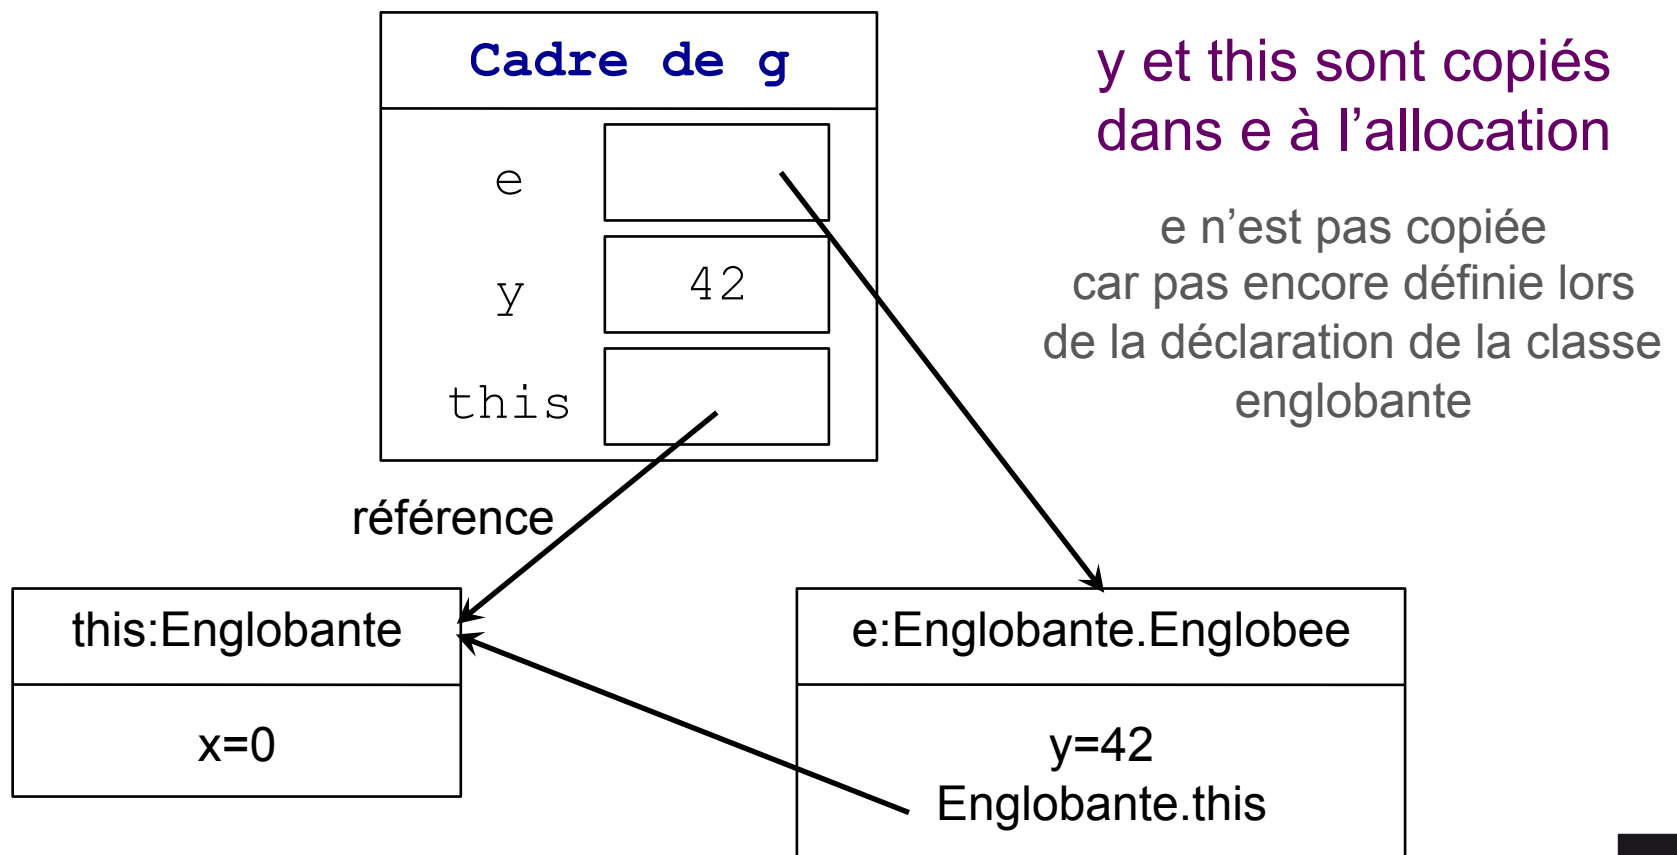 Cadre de g
e
y
42
this
y et this sont copiés
dans e à l’allocation
e n’est pas copiée
car pas encore définie lors
de la déclaration de la classe
englobante
référence
this:Englobante
x=0
e:Englobante.Englobee
y=42
Englobante.this